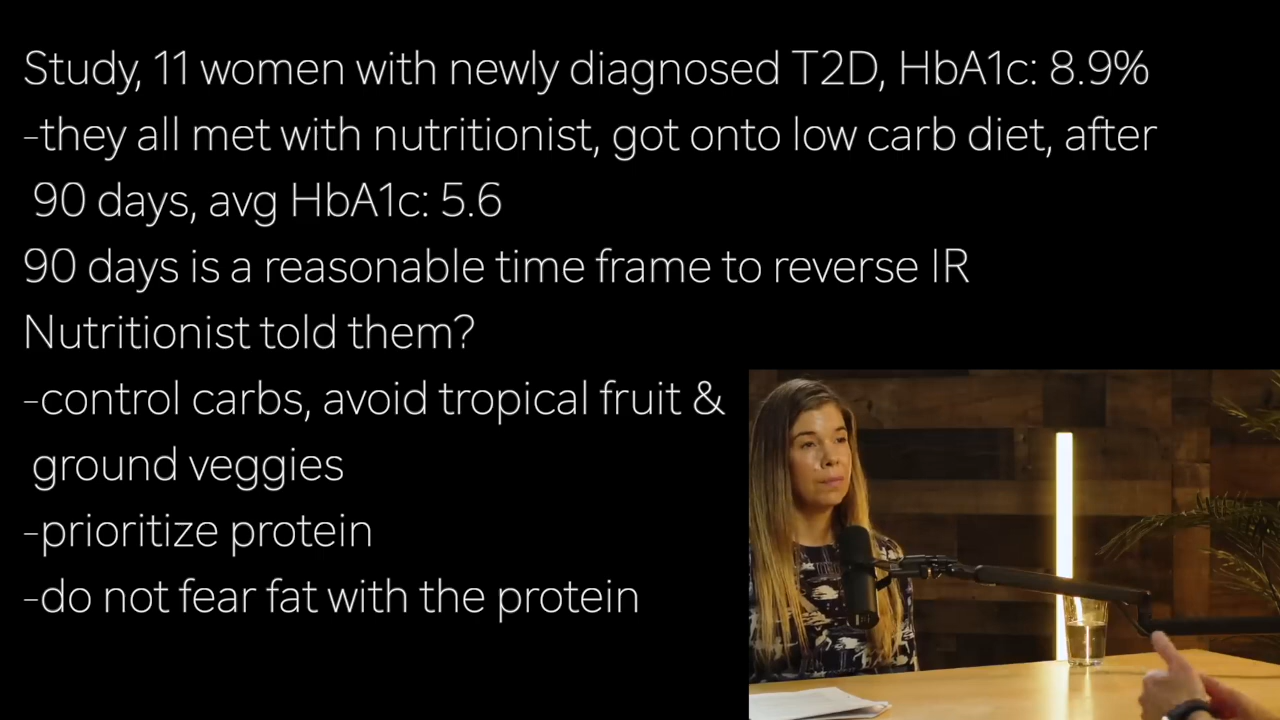 Study, 11 women with newly diagnosed T2D, HbA1c: 8.9%
-they all met with nutritionist, got onto low carb diet, after
90 days, avg HbA1c: 5.6
90 days is a reasonable time frame to reverse IR
Nutritionist told them?
-control carbs, avoid tropical fruit &
ground veggies
-prioritize protein
-do not fear fat with the protein